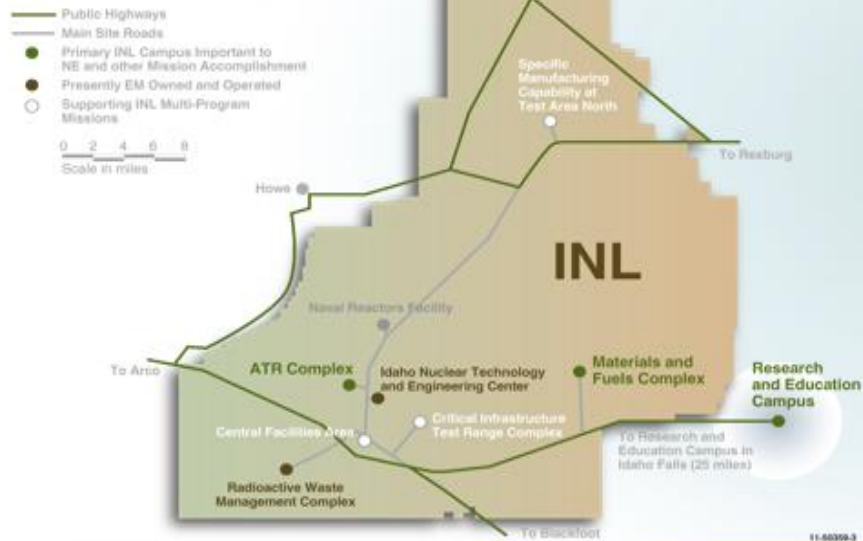 Public Highways
Main Site Roads
Primary INL Campus Important to
NE and other Mission Accomplishment
Presently EM Owned and Operated
Supporting INL Multi-Program
Missions
0 2 4 6 8
Scale in miles
Specific
Manufacturing
Capability at
Test Area North
To Rexburg
Howe
INL
Naval Reactors Facility
To Arco
ATR Complex
Idaho Nuclear Technology
and Engineering Center
Materials and
Fuels Complex
Research
and Education
Campus
Central Facilities Area
Critical Infrastructure
Test Range Complex
To Research and
Education Campus in
Idaho Falls (25 miles)
Radioactive Waste
Management Complex
To Blackfoot
11-50359-3